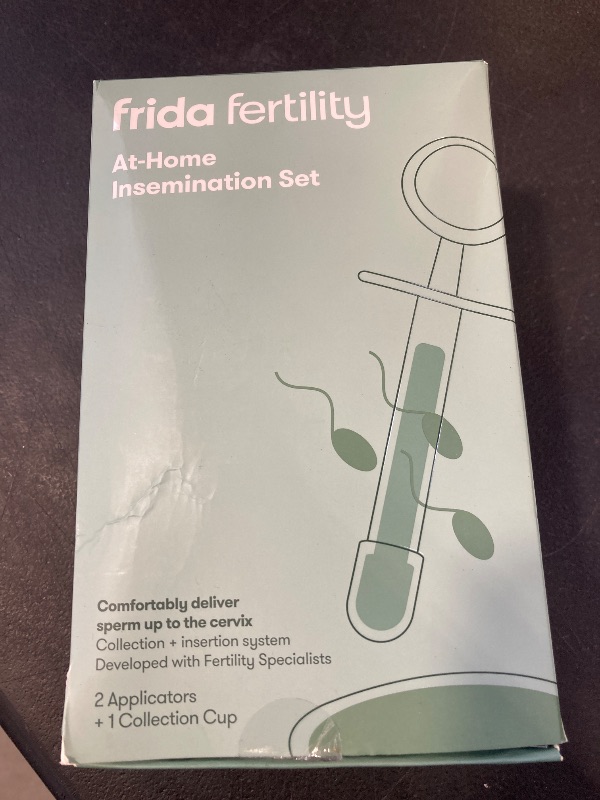 frida fertility
At-Home
Insemination Set
Comfortably deliver
sperm up to the cervix
Collection + insertion system
Developed with Fertility Specialists
2 Applicators
+ 1 Collection Cup